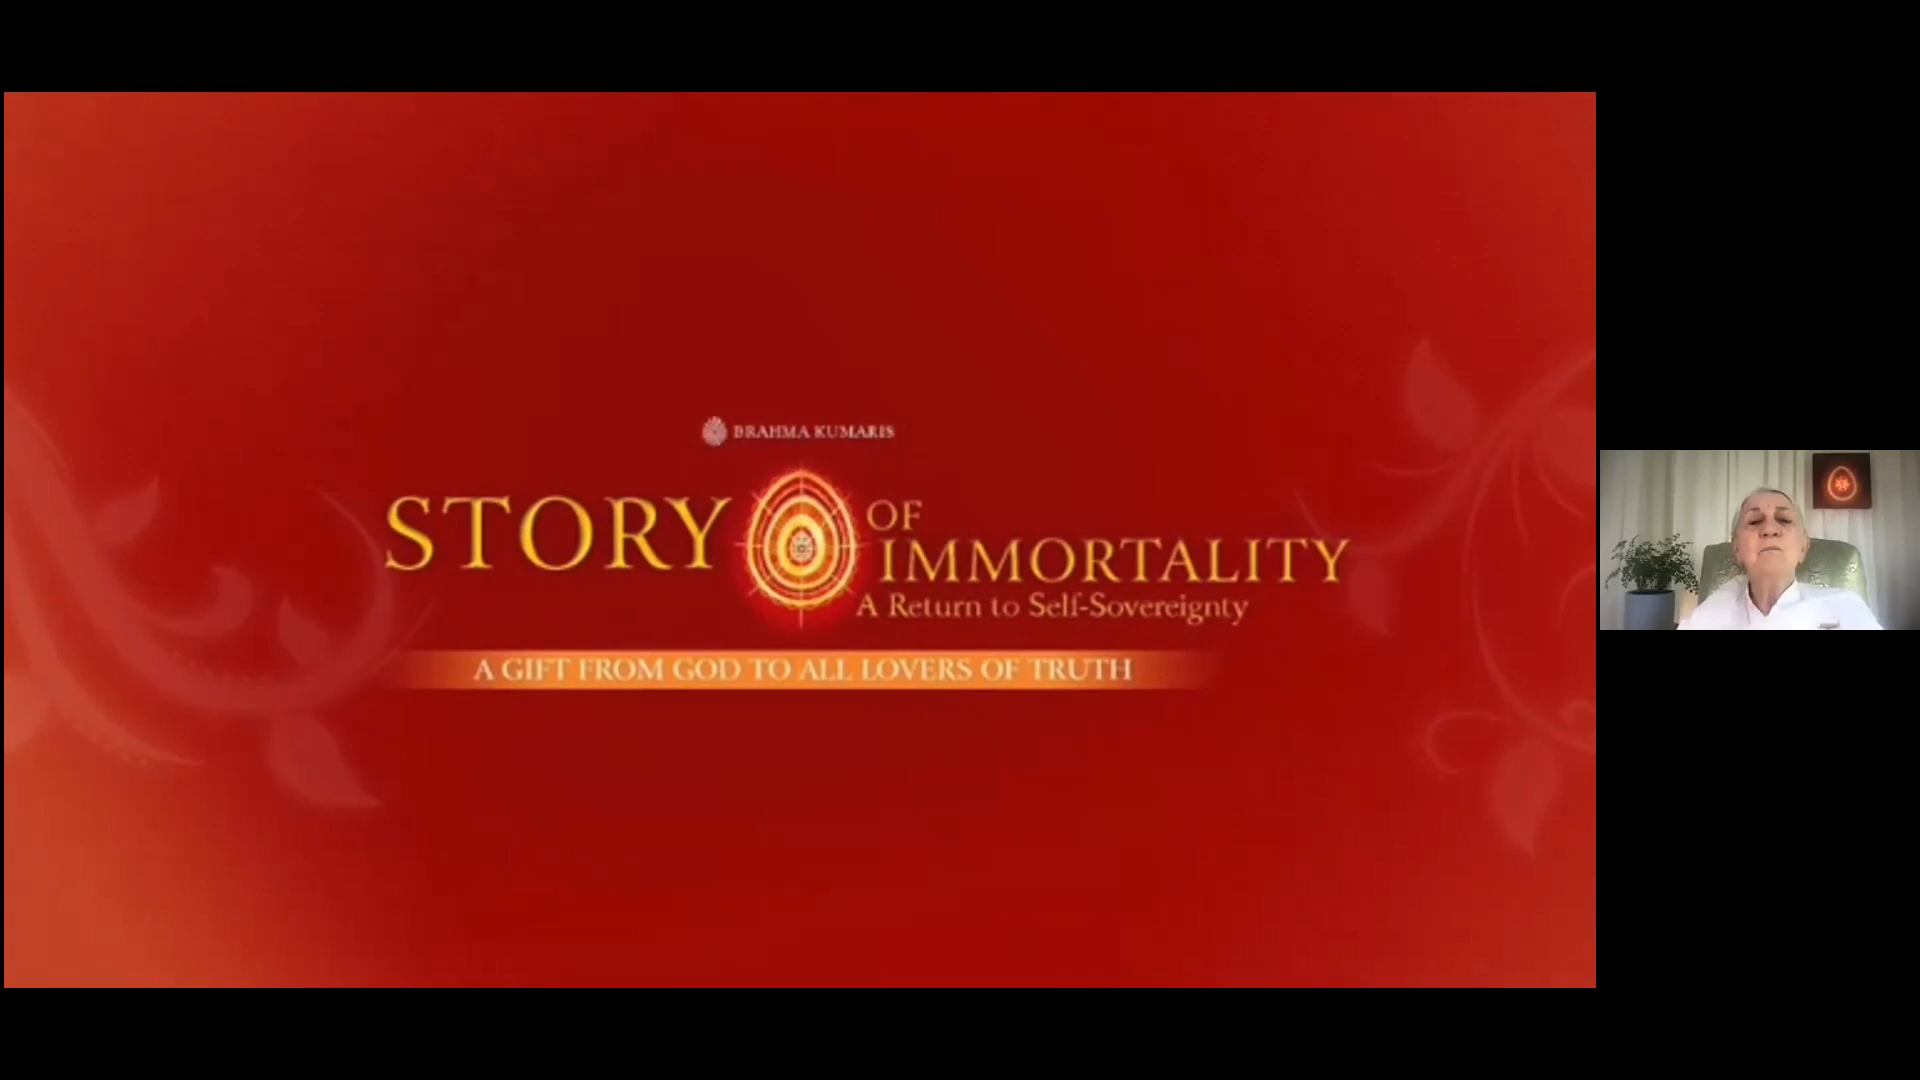 BRAHMA KUMARIS
STORY OF IMMORTALITY
A Return to Self-Sovereignty
A GIFT FROM GOD TO ALL LOVERS OF TRUTH